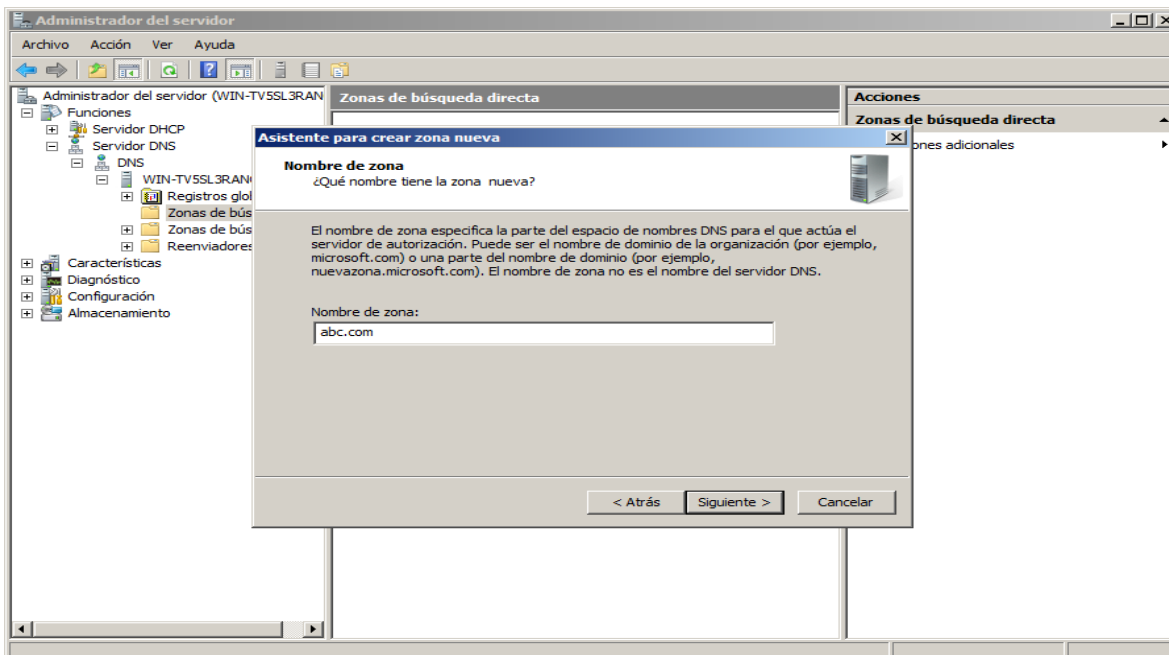 Administrador del servidor
Archivo Acción Ver Ayuda
Administrador del servidor (WIN-TV5SL3RAN
Funciones
Servidor DHCP
Servidor DNS
DNS
WIN-TV5SL3RAN
Registros glol
Zonas de bús
Zonas de bús
Reenviadores
Características
Diagnóstico
Configuración
Almacenamiento
Zonas de búsqueda directa
Asistente para crear zona nueva
Nombre de zona
¿Qué nombre tiene la zona nueva?
El nombre de zona especifica la parte del espacio de nombres DNS para el que actúa el
servidor de autorización. Puede ser el nombre de dominio de la organización (por ejemplo,
microsoft.com) o una parte del nombre de dominio (por ejemplo,
nuevazona.microsoft.com). El nombre de zona no es el nombre del servidor DNS.
Nombre de zona:
abc.com
< Atrás Siguiente > Cancelar
Acciones
Zonas de búsqueda directa
ones adicionales